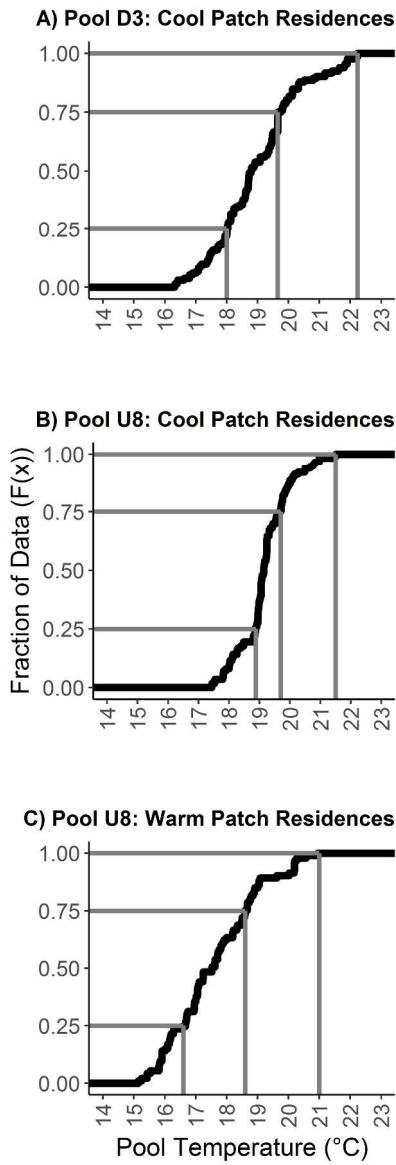 A) Pool D3: Cool Patch Residences
1.00
0.75
0.50
0.25
0.00
14 15 16 17 18 19 20 21 22 23
B) Pool U8: Cool Patch Residences
Fraction of Data (F(x))
1.00
0.75
0.50
0.25
0.00
14 15 16 17 18 19 20 21 22 23
C) Pool U8: Warm Patch Residences
1.00
0.75
0.50
0.25
0.00
14 15 16 17 18 19 20 21 22 23
Pool Temperature (°C)